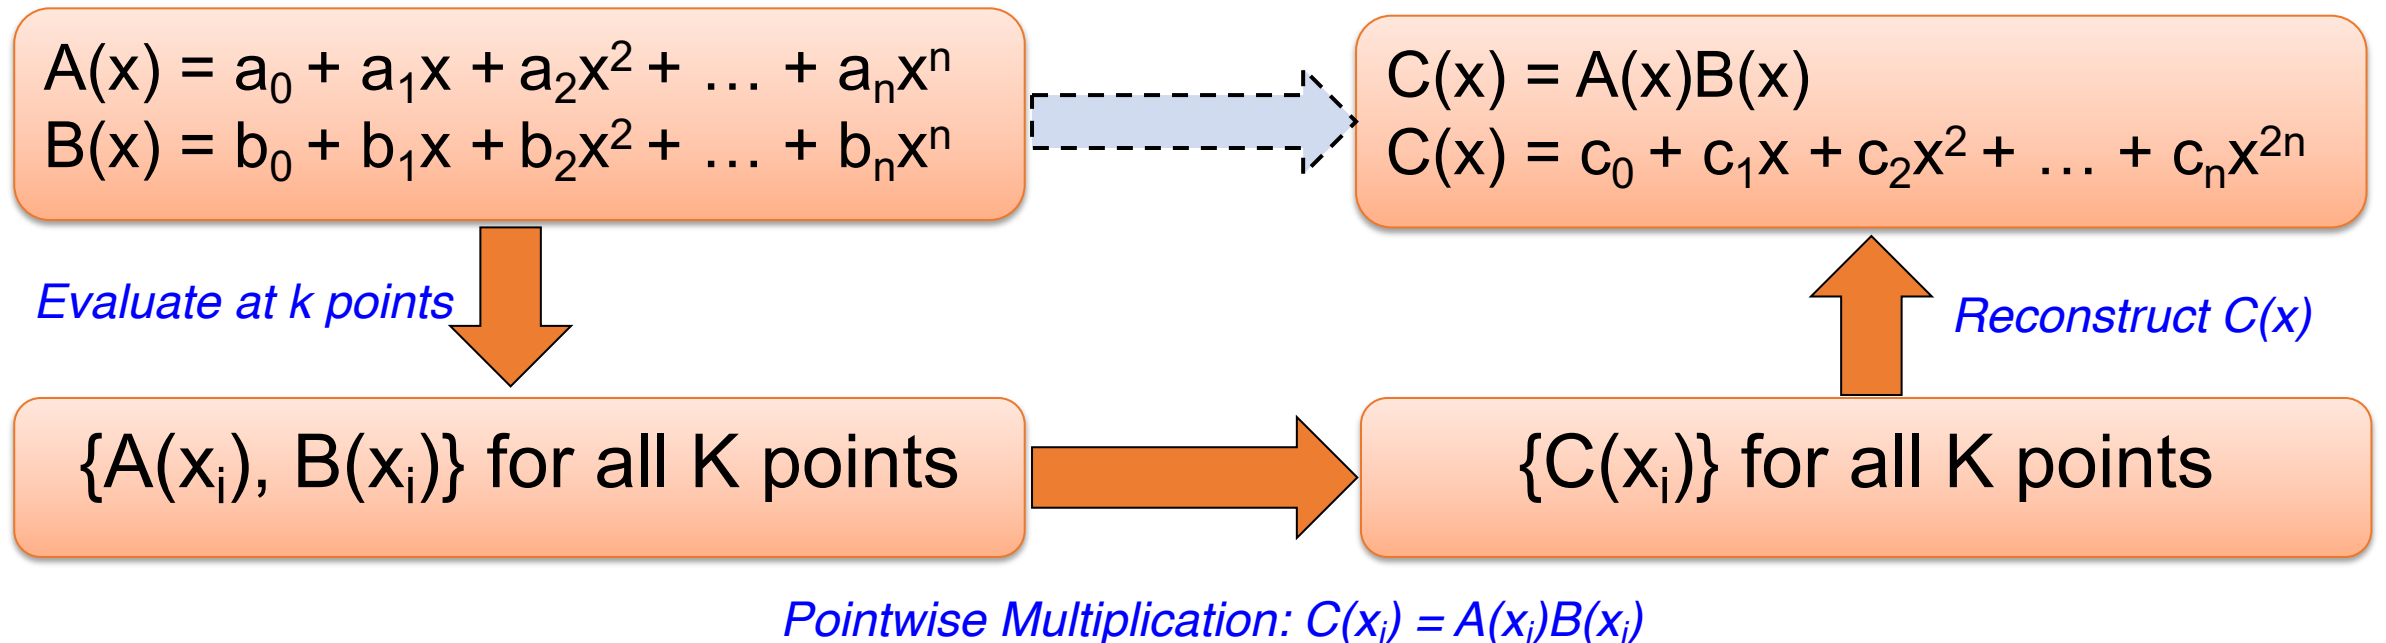 A(x) = a₀ + a₁x + a₂x² + … + aₙxⁿ
B(x) = b₀ + b₁x + b₂x² + … + bₙxⁿ
C(x) = A(x)B(x)
C(x) = c₀ + c₁x + c₂x² + … + cₙx²ⁿ
Evaluate at k points
Reconstruct C(x)
{A(xᵢ), B(xᵢ)} for all K points
{C(xᵢ)} for all K points
Pointwise Multiplication: C(xᵢ) = A(xᵢ)B(xᵢ)